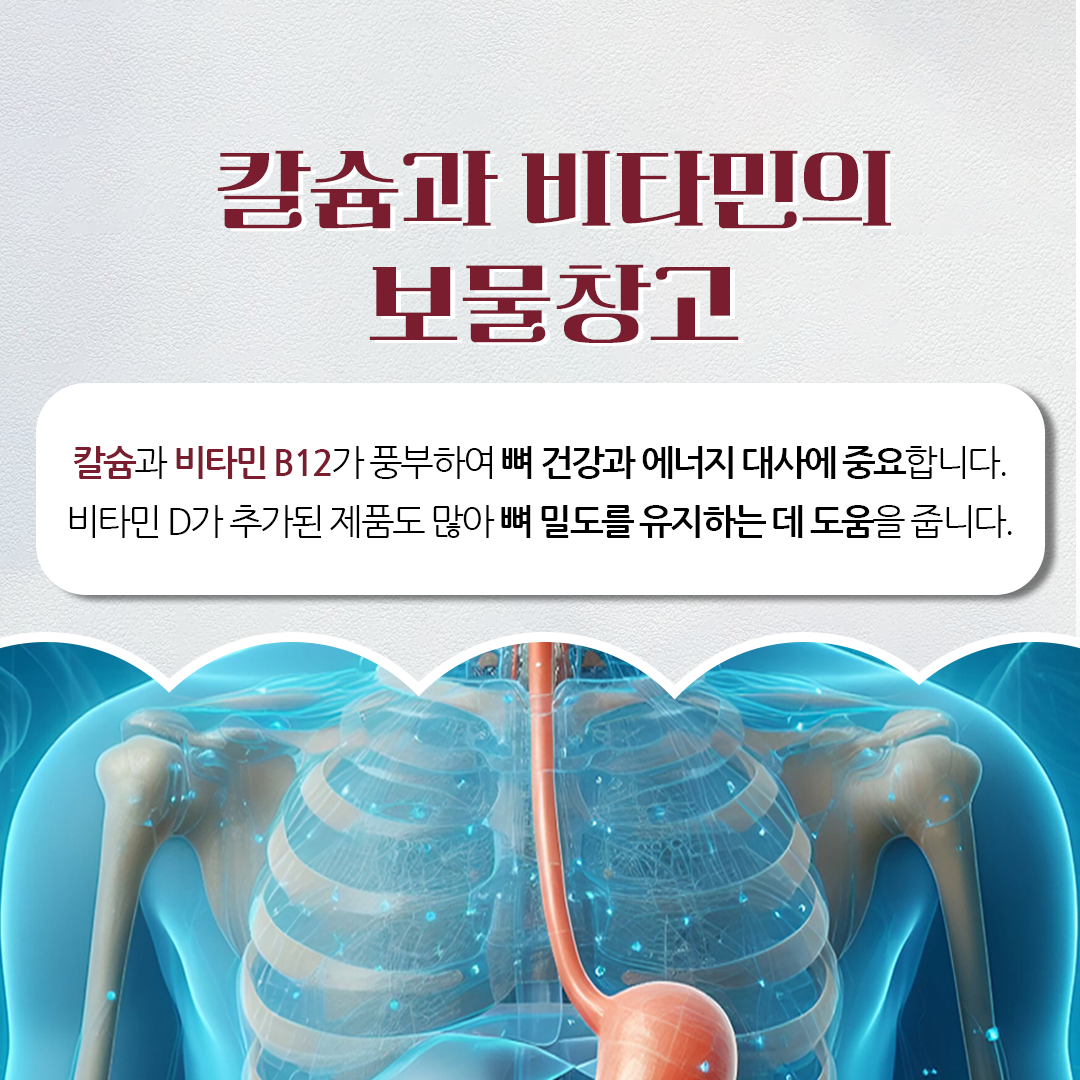 칼슘과 비타민의
보물창고
칼슘과 비타민 B12가 풍부하여 뼈 건강과 에너지 대사에 중요합니다.
비타민 D가 추가된 제품도 많아 뼈 밀도를 유지하는 데 도움을 줍니다.